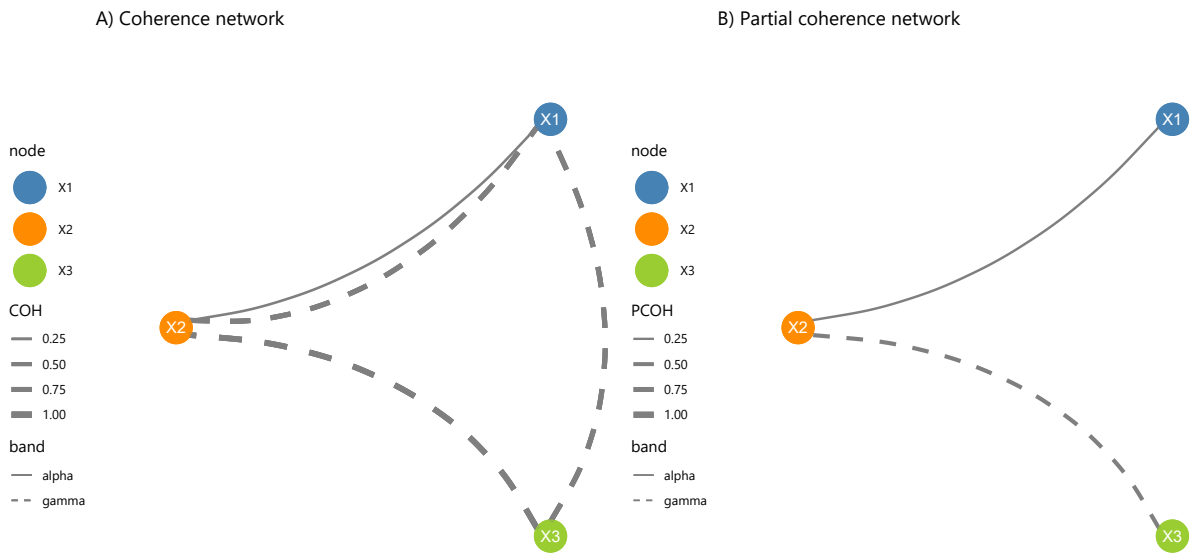 A) Coherence network
X1
X2
X3
node
X1
X2
X3
COH
0.25
0.50
0.75
1.00
band
alpha
gamma
B) Partial coherence network
X1
X2
X3
node
X1
X2
X3
PCOH
0.25
0.50
0.75
1.00
band
alpha
gamma